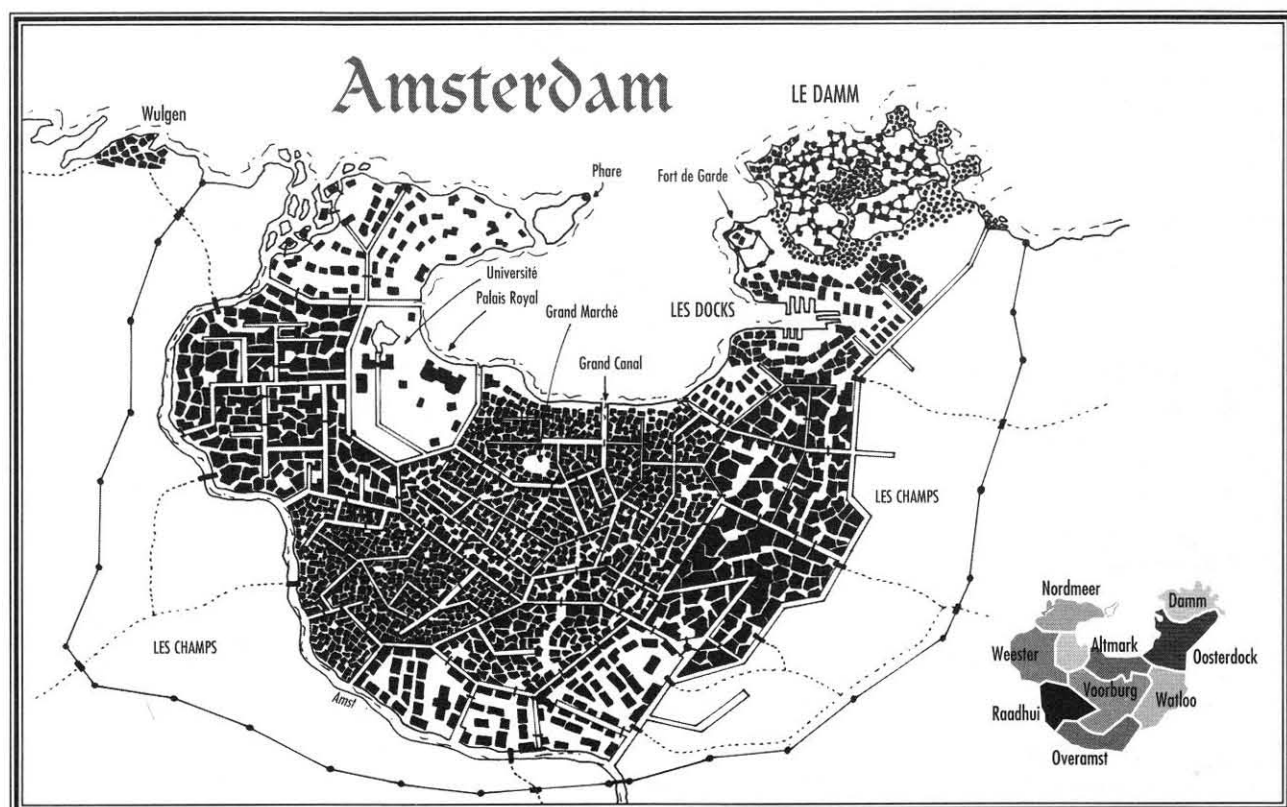 Amsterdam
LE DAMM
Wulgen
Phare
Fort de Garde
Université
Palais Royal
Grand Marché
LES DOCKS
Grand Canal
LES CHAMPS
LES CHAMPS
Amst
Nordmeer
Damm
Altmark
Weester
Oosterdock
Voorburg
Watloo
Raadhui
Overamst